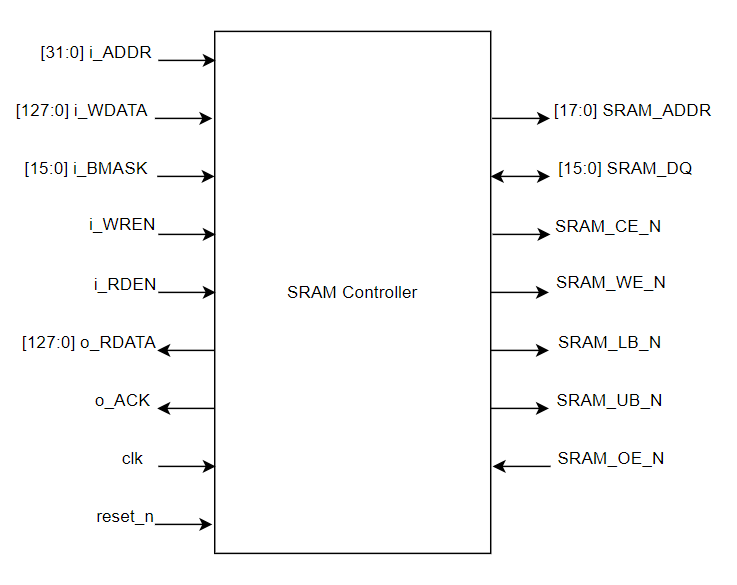 [31:0] i_ADDR
[127:0] i_WDATA
[15:0] i_BMASK
i_WREN
i_RDEN
[127:0] o_RDATA
o_ACK
clk
reset_n
SRAM Controller
[17:0] SRAM_ADDR
[15:0] SRAM_DQ
SRAM_CE_N
SRAM_WE_N
SRAM_LB_N
SRAM_UB_N
SRAM_OE_N